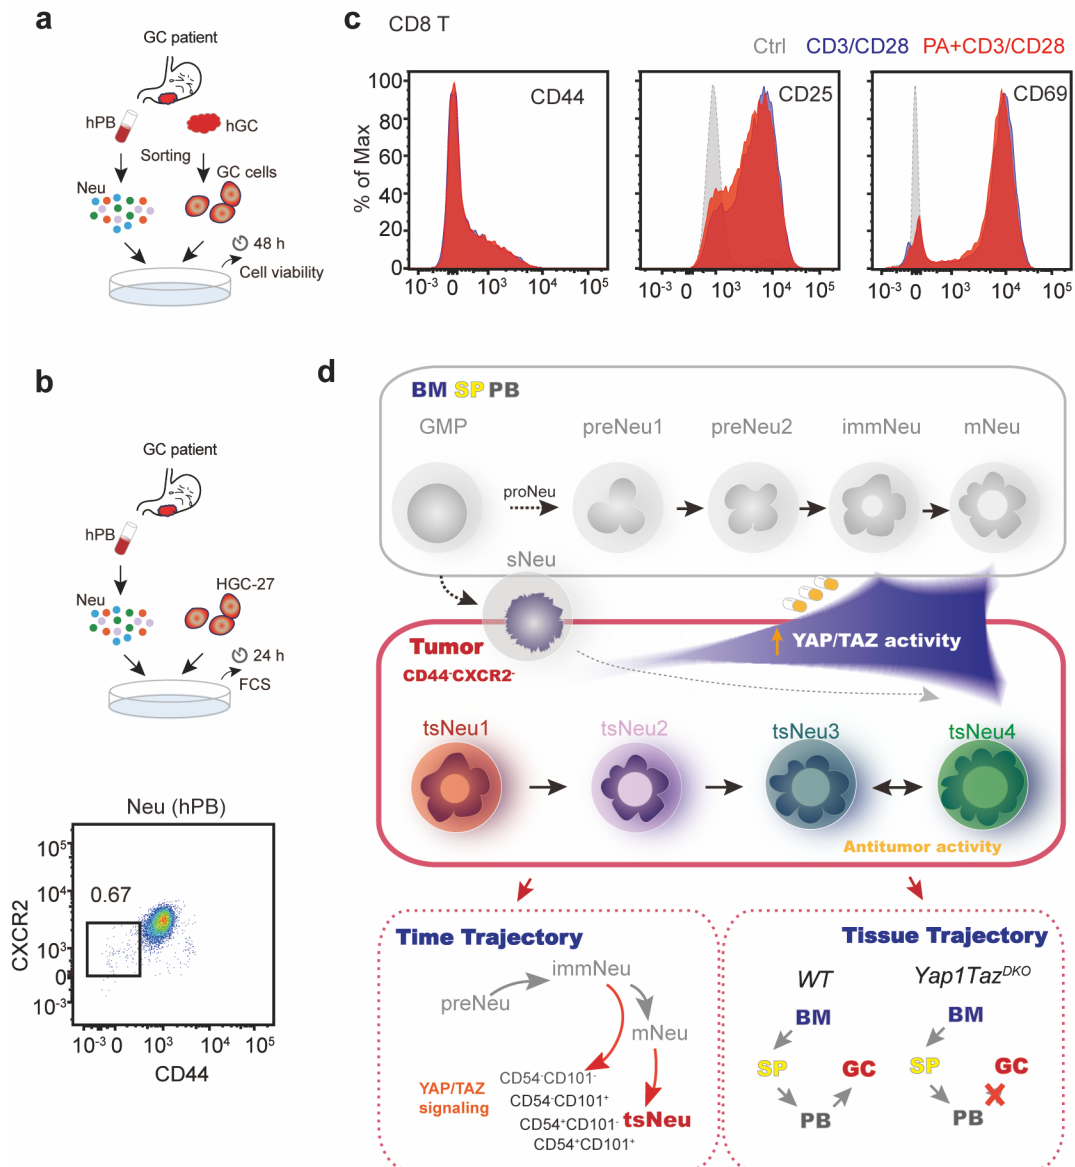 a
GC patient
hPB
hGC
Sorting
Neu
GC cells
48 h
Cell viability
b
GC patient
hPB
Neu
HGC-27
24 h
FCS
Neu (hPB)
0.67
CXCR2
10⁵
10⁴
10³
0
10⁻³
10⁻³ 0 10³ 10⁴ 10⁵
CD44
c
CD8 T
Ctrl CD3/CD28 PA+CD3/CD28
% of Max
100
80
60
40
20
0
CD44
10⁻³ 0 10³ 10⁴ 10⁵
CD25
10⁻³ 0 10³ 10⁴ 10⁵
CD69
10⁻³ 0 10³ 10⁴ 10⁵
d
BM SP PB
GMP preNeu1 preNeu2 immNeu mNeu
proNeu
sNeu
YAP/TAZ activity
Tumor
CD44⁻CXCR2⁻
tsNeu1 tsNeu2 tsNeu3 tsNeu4
Antitumor activity
Time Trajectory
immNeu
preNeu
mNeu
YAP/TAZ
signaling
CD54⁻CD101⁻
CD54⁻CD101⁺
CD54⁺CD101⁻
CD54⁺CD101⁺
tsNeu
Tissue Trajectory
WT
BM
SP
GC
PB
Yap1Tazᴰᴷᴼ
BM
SP
GC
PB